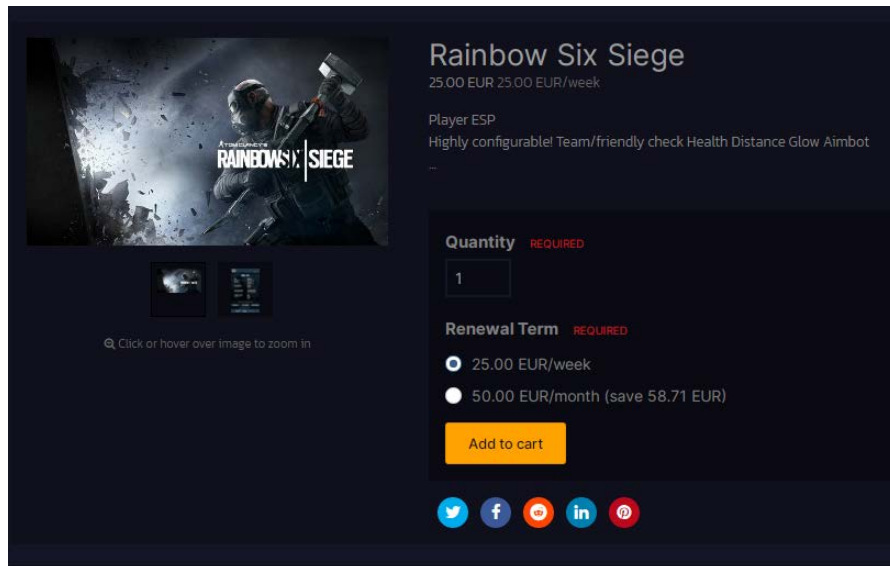 Rainbow Six Siege
25.00 EUR 25.00 EUR/week
Player ESP
Highly configurable! Team/friendly check Health Distance Glow Aimbot
...
TOM CLANCY'S
RAINBOWSIX | SIEGE
Quantity REQUIRED
1
Renewal Term REQUIRED
25.00 EUR/week
50.00 EUR/month (save 58.71 EUR)
Add to cart
Click or hover over image to zoom in